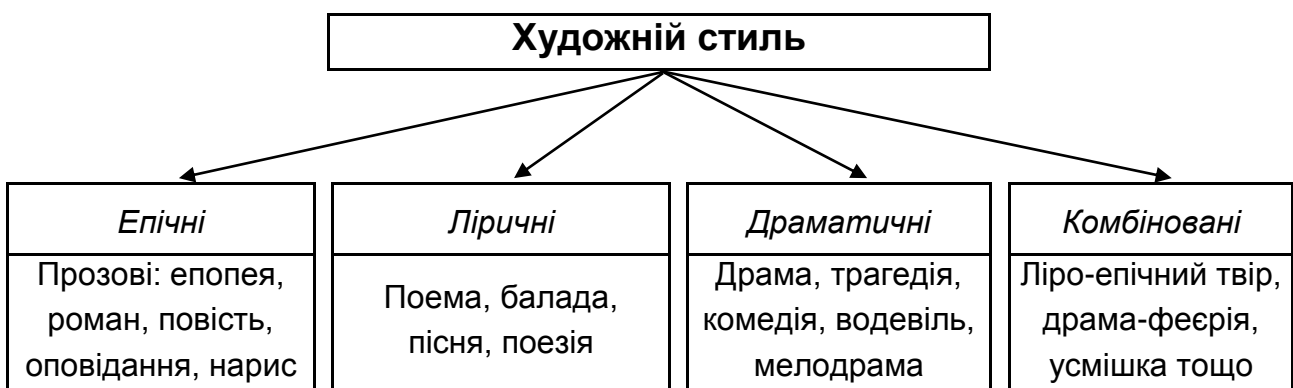 Художній стиль
Епічні
Прозові: епопея,
роман, повість,
оповідання, нарис
Ліричні
Поема, балада,
пісня, поезія
Драматичні
Драма, трагедія,
комедія, водевіль,
мелодрама
Комбіновані
Ліро-епічний твір,
драма-феєрія,
усмішка тощо